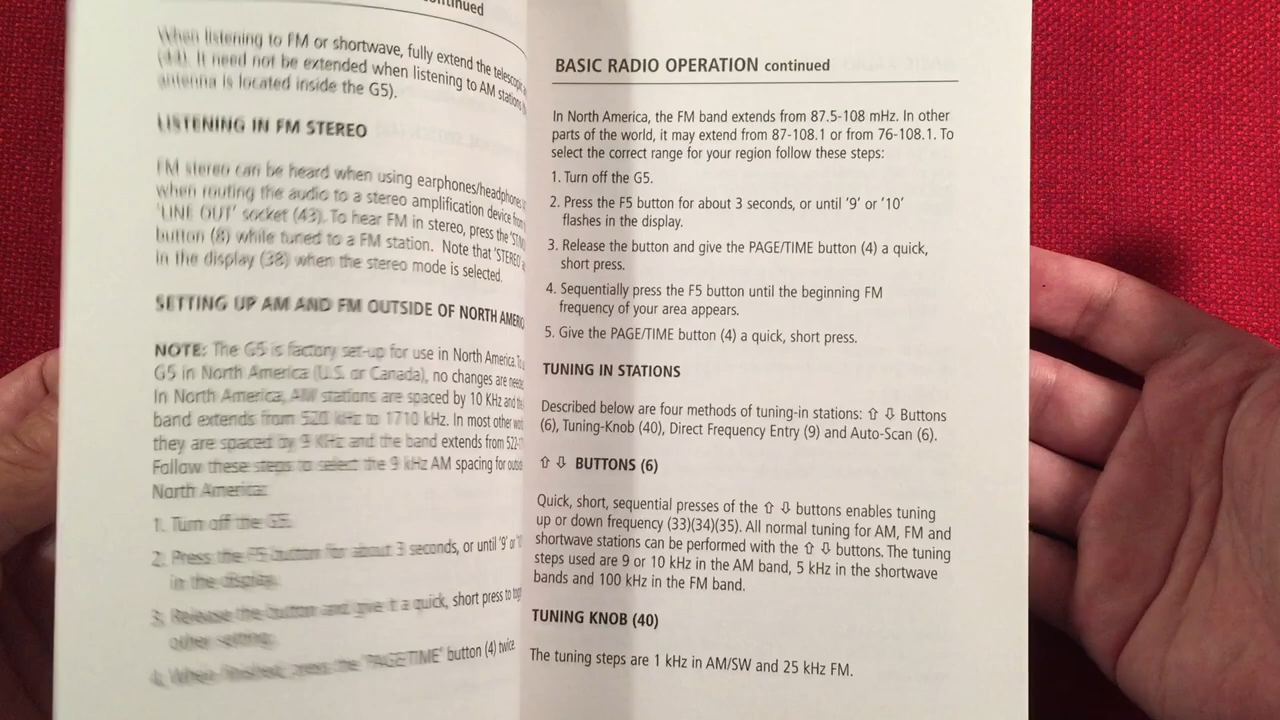 When listening to FM or shortwave, fully extend the
(44). It need not be extended when listening to AM stations
antenna is located inside the G5).
LISTENING IN FM STEREO
FM stereo can be heard when using earphones/headphones
when routing the audio to a stereo amplification device
'LINE OUT' socket (43). To hear FM in stereo, press the
button (8) while tuned to a FM station. Note that 'STEREO'
in the display (38) when the stereo mode is selected.
SETTING UP AM AND FM OUTSIDE OF NORTH
NOTE: The G5 is factory set-up for use in North America.
G5 in North America (U.S. or Canada), no changes are
In North America, AM stations are spaced by 10 KHz and
band extends from 520 kHz to 1710 kHz. In most other
they are spaced by 9 KHz and the band extends from
Follow these steps to select the 9 kHz AM spacing for
North America:
1. Turn off the G5.
2. Press the F5 button for about 3 seconds, or until '9' or
in the display.
3. Release the button and give it a quick, short press to
other setting.
4. When finished, press the 'PAGE/TIME' button (4) twice
BASIC RADIO OPERATION continued
In North America, the FM band extends from 87.5-108 mHz. In other
parts of the world, it may extend from 87-108.1 or from 76-108.1. To
select the correct range for your region follow these steps:
1. Turn off the G5.
2. Press the F5 button for about 3 seconds, or until '9' or '10'
flashes in the display.
3. Release the button and give the PAGE/TIME button (4) a quick,
short press.
4. Sequentially press the F5 button until the beginning FM
frequency of your area appears.
5. Give the PAGE/TIME button (4) a quick, short press.
TUNING IN STATIONS
Described below are four methods of tuning-in stations: ⇧ ⇩ Buttons
(6), Tuning-Knob (40), Direct Frequency Entry (9) and Auto-Scan (6).
⇧ ⇩ BUTTONS (6)
Quick, short, sequential presses of the ⇧ ⇩ buttons enables tuning
up or down frequency (33)(34)(35). All normal tuning for AM, FM and
shortwave stations can be performed with the ⇧ ⇩ buttons. The tuning
steps used are 9 or 10 kHz in the AM band, 5 kHz in the shortwave
bands and 100 kHz in the FM band.
TUNING KNOB (40)
The tuning steps are 1 kHz in AM/SW and 25 kHz FM.